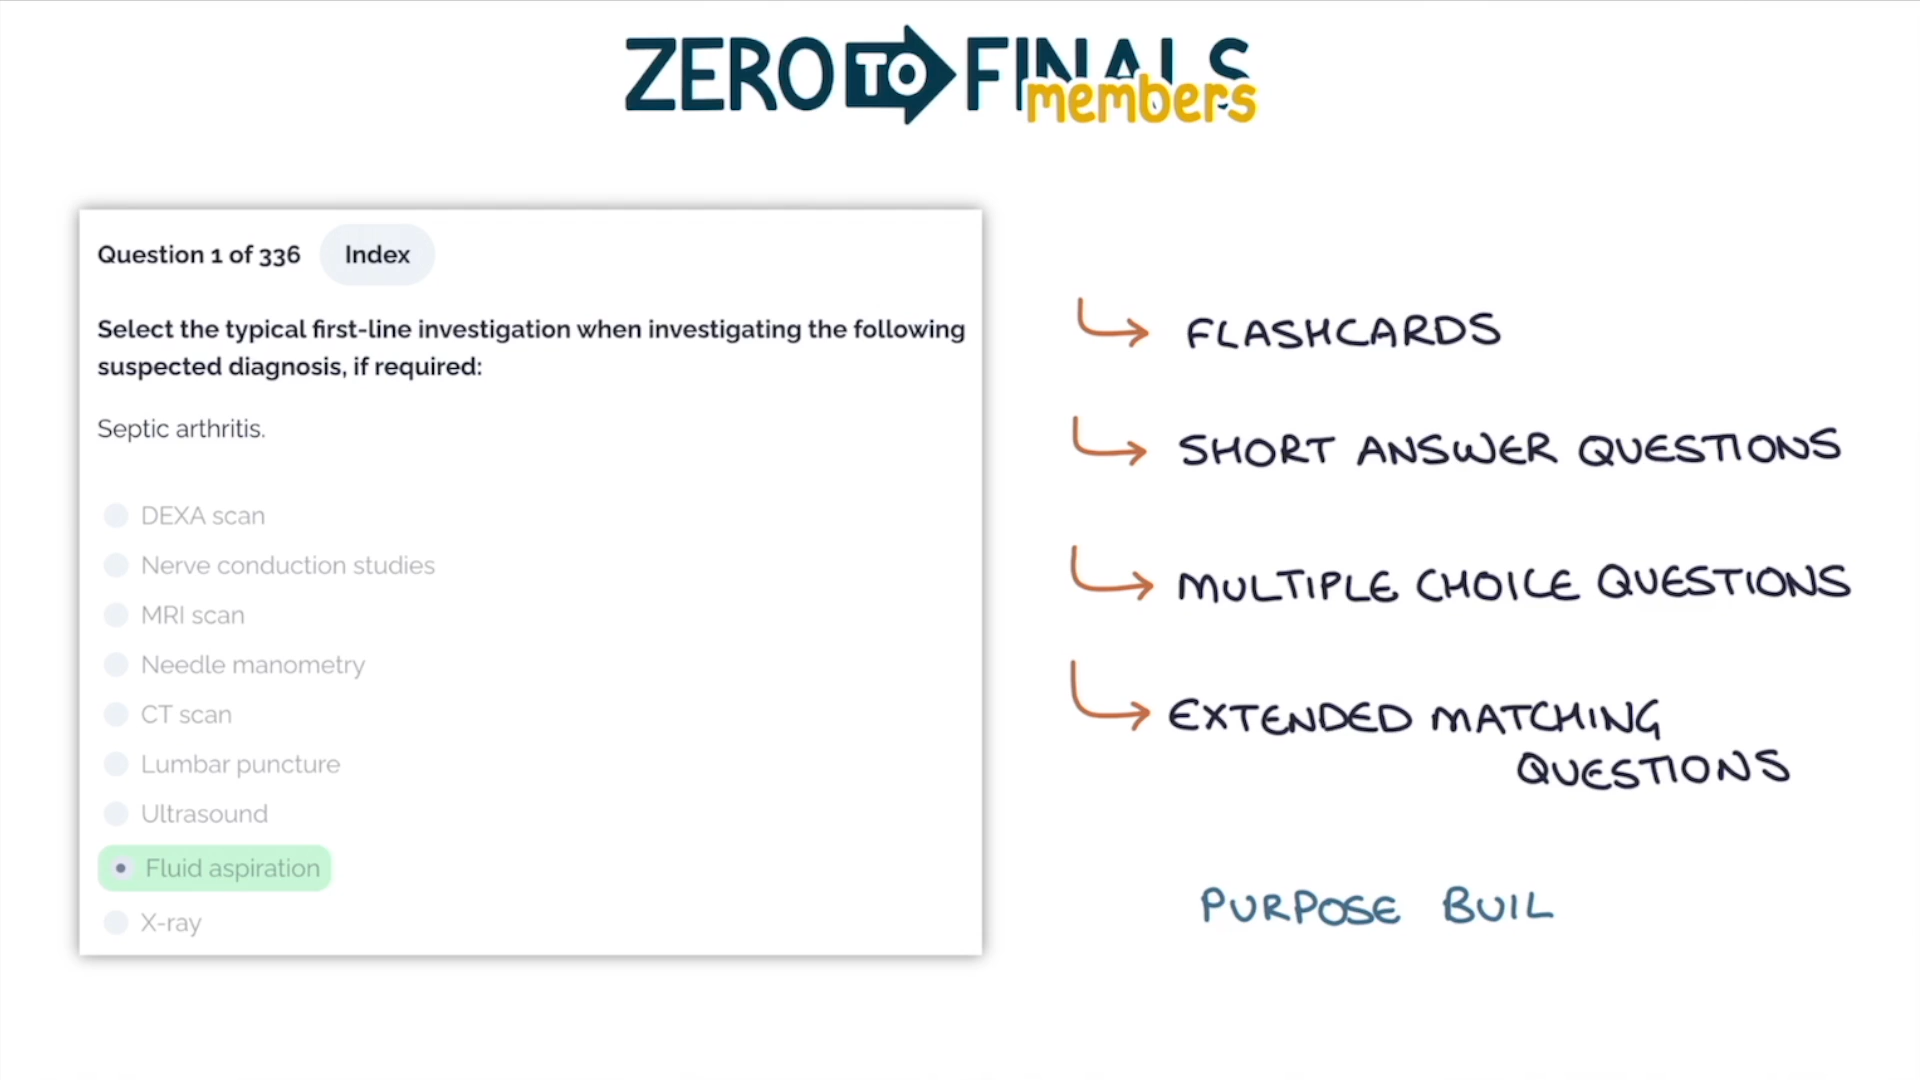 ZERO TO FINALS
members
Question 1 of 336 Index
Select the typical first-line investigation when investigating the following
suspected diagnosis, if required:
Septic arthritis.
DEXA scan
Nerve conduction studies
MRI scan
Needle manometry
CT scan
Lumbar puncture
Ultrasound
Fluid aspiration
X-ray
FLASHCARDS
SHORT ANSWER QUESTIONS
MULTIPLE CHOICE QUESTIONS
EXTENDED MATCHING
QUESTIONS
PURPOSE BUIL